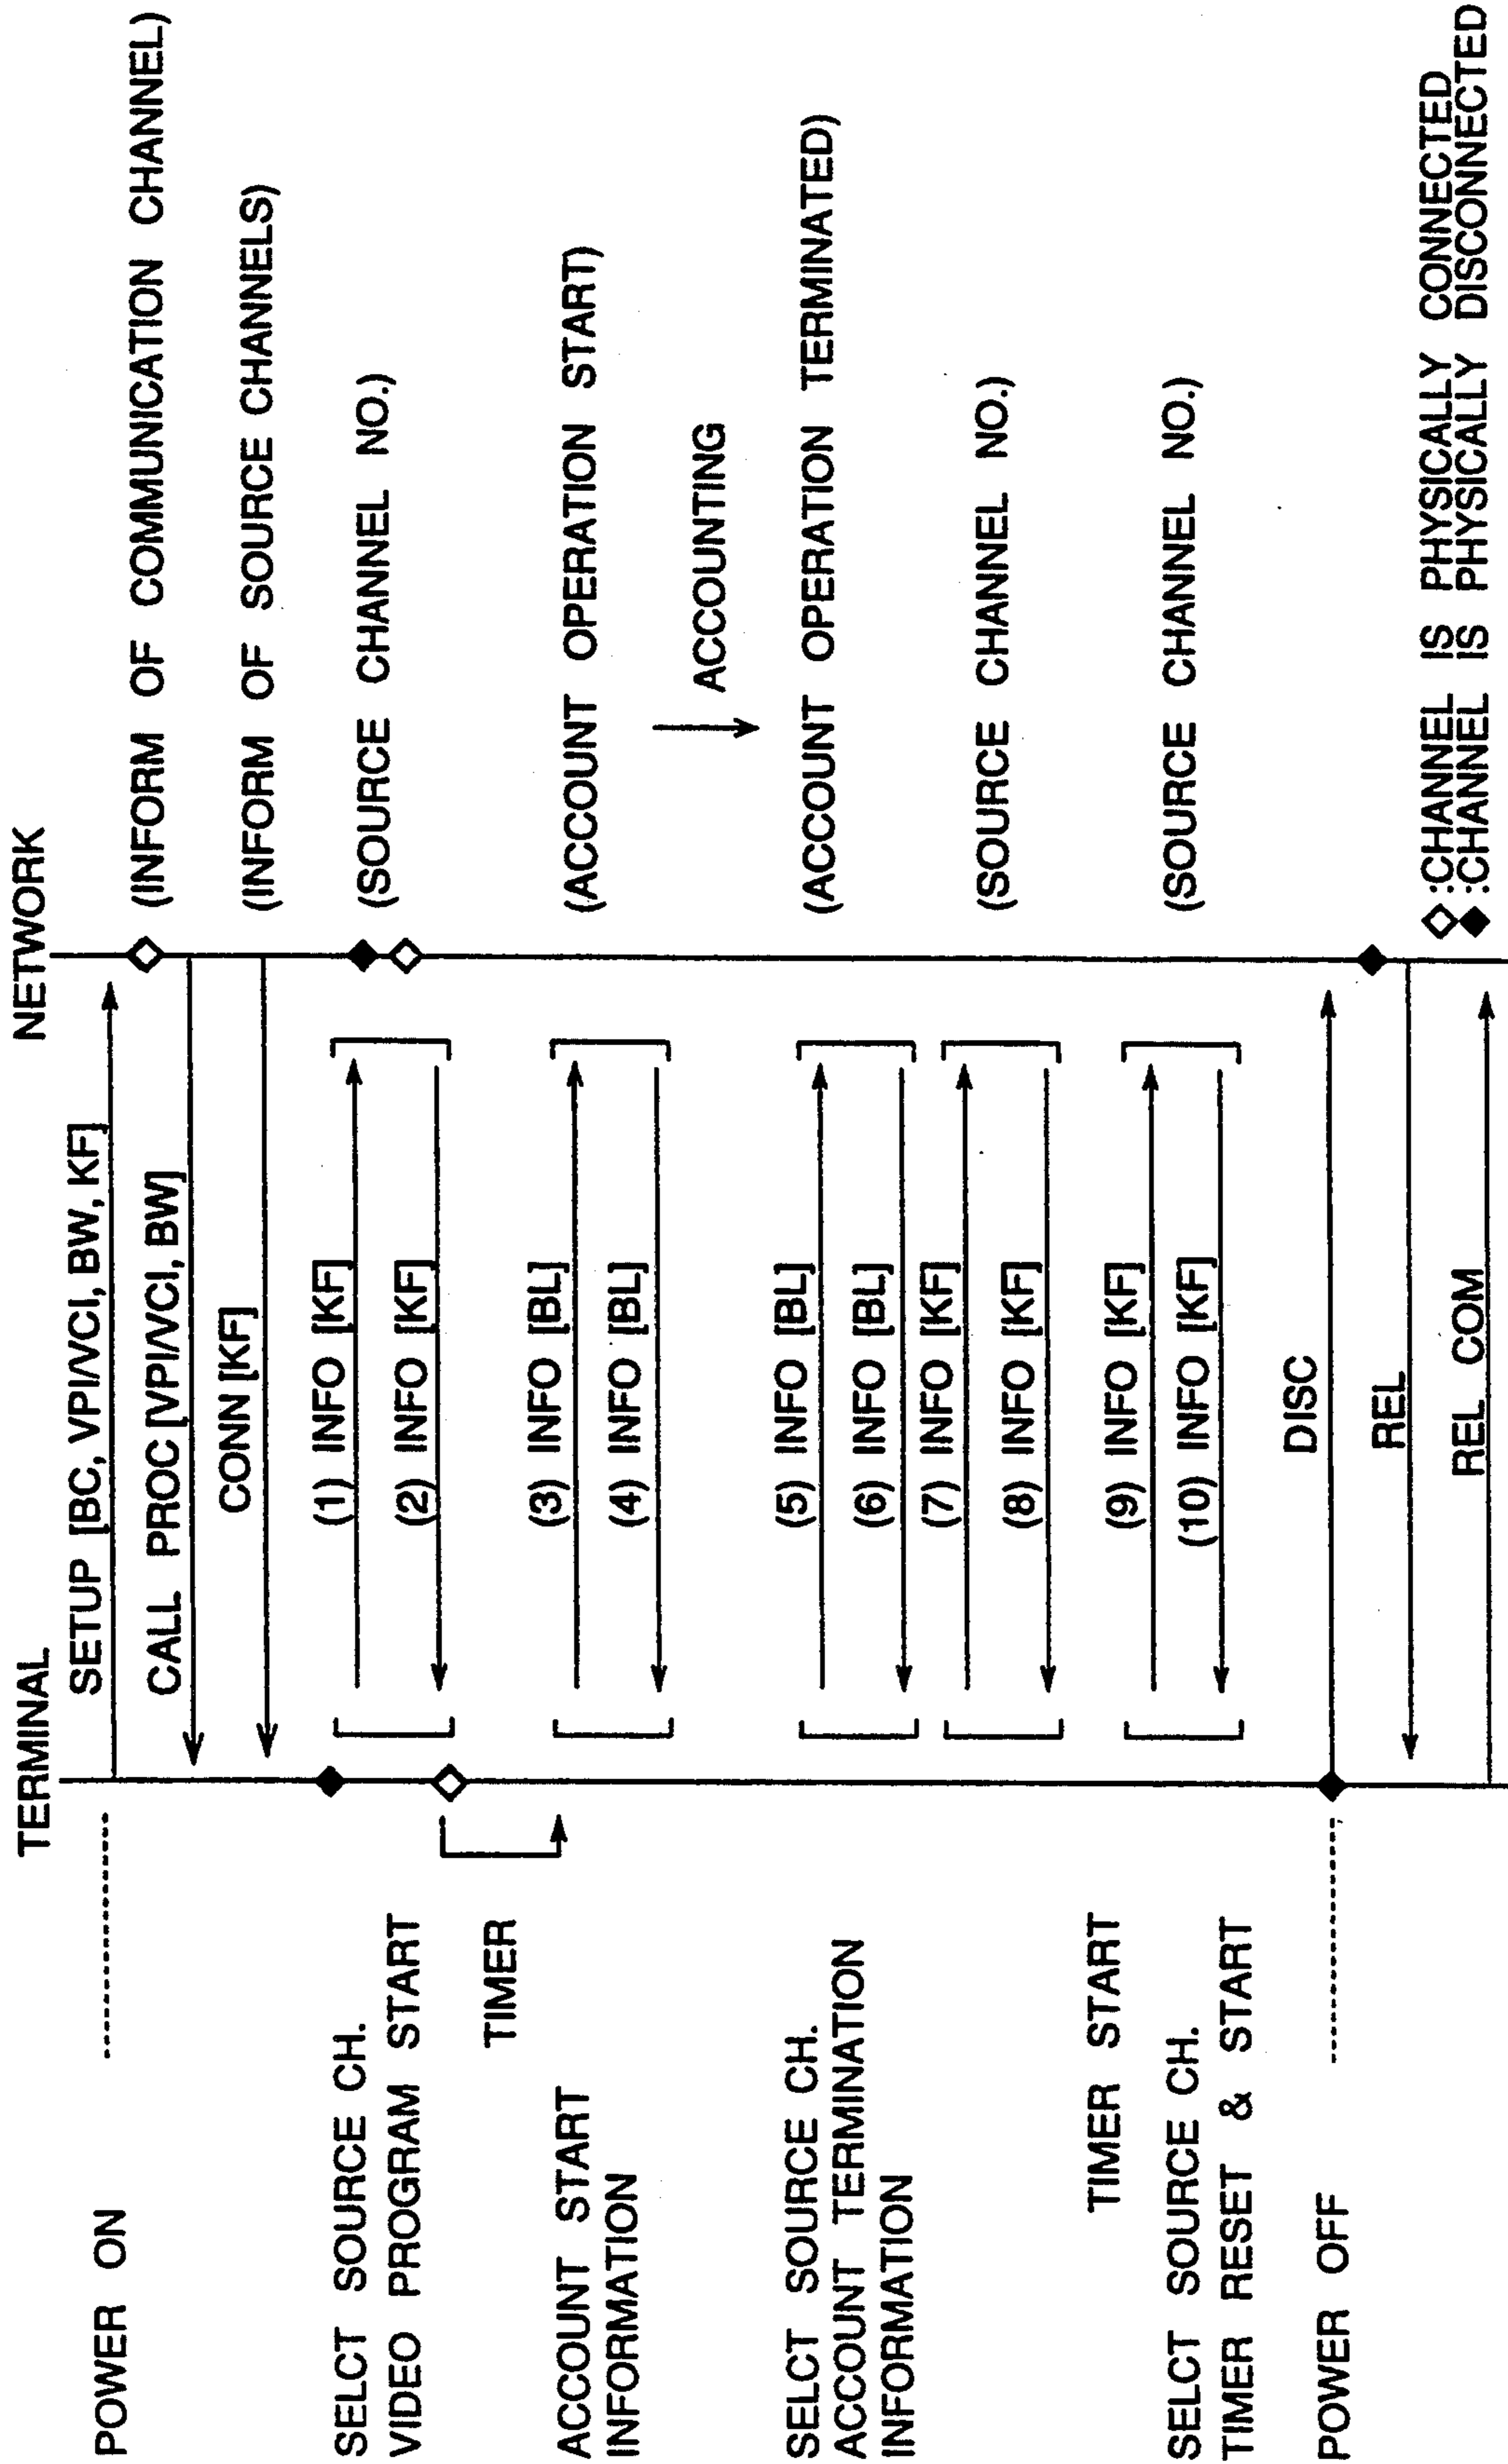 TERMINAL
NETWORK
POWER ON
SETUP [BC, VPI/VCI, BW, KF]
(INFORM OF COMMUNICATION CHANNEL)
CALL PROC [VPI/VCI, BW]
CONN [KF]
(INFORM OF SOURCE CHANNELS)
SELCT SOURCE CH.
VIDEO PROGRAM START
(1) INFO [KF]
(SOURCE CHANNEL NO.)
(2) INFO [KF]
TIMER
ACCOUNT START
INFORMATION
(3) INFO [BL]
(ACCOUNT OPERATION START)
(4) INFO [BL]
ACCOUNTING
SELCT SOURCE CH.
ACCOUNT TERMINATION
INFORMATION
(5) INFO [BL]
(ACCOUNT OPERATION TERMINATED)
(6) INFO [BL]
(7) INFO [KF]
(SOURCE CHANNEL NO.)
(8) INFO [KF]
TIMER START
(9) INFO [KF]
SELCT SOURCE CH.
TIMER RESET & START
(SOURCE CHANNEL NO.)
(10) INFO [KF]
POWER OFF
DISC
REL
REL COM
:CHANNEL IS PHYSICALLY CONNECTED
:CHANNEL IS PHYSICALLY DISCONNECTED